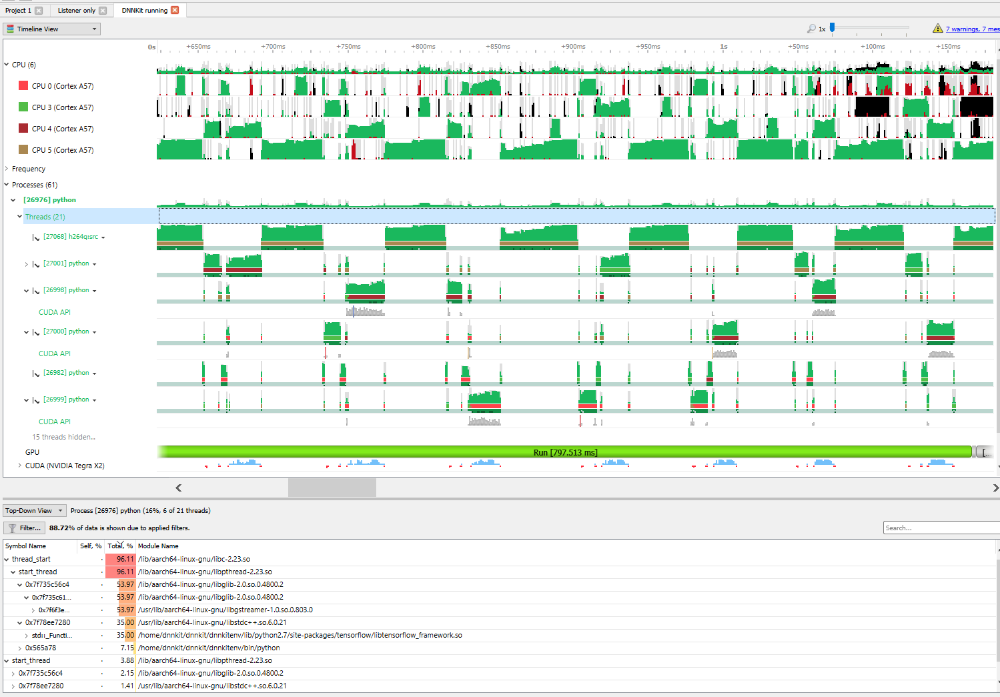 Project 1 Listener only DNNKit running
Timeline View 1x 7 warnings, 7 mes
0s +650ms +700ms +750ms +800ms +850ms +900ms +950ms 1s +50ms +100ms +150ms
CPU (6)
CPU 0 (Cortex A57)
CPU 3 (Cortex A57)
CPU 4 (Cortex A57)
CPU 5 (Cortex A57)
Frequency
Processes (61)
[26976] python
Threads (21)
[27068] h264q:src
[27001] python
[26998] python
CUDA API
[27000] python
CUDA API
[26982] python
[26999] python
CUDA API
15 threads hidden...
GPU Run [797.513 ms] [...
CUDA (NVIDIA Tegra X2)
Top-Down View Process [26976] python (16%, 6 of 21 threads)
Filter... 88.72% of data is shown due to applied filters. Search...
Symbol Name Self, % Total, % Module Name
thread_start 96.11 /lib/aarch64-linux-gnu/libc-2.23.so
start_thread 96.11 /lib/aarch64-linux-gnu/libpthread-2.23.so
0x7f735c56c4 53.97 /lib/aarch64-linux-gnu/libglib-2.0.so.0.4800.2
0x7f735c61... 53.97 /lib/aarch64-linux-gnu/libglib-2.0.so.0.4800.2
0x7f6f3e... 53.97 /usr/lib/aarch64-linux-gnu/libgstreamer-1.0.so.0.803.0
0x7f78ee7280 35.00 /usr/lib/aarch64-linux-gnu/libstdc++.so.6.0.21
std::_Functi... 35.00 /home/dnnkit/dnnkit/dnnkitenv/lib/python2.7/site-packages/tensorflow/libtensorflow_framework.so
0x565a78 7.15 /home/dnnkit/dnnkit/dnnkitenv/bin/python
start_thread 3.88 /lib/aarch64-linux-gnu/libpthread-2.23.so
0x7f735c56c4 2.15 /lib/aarch64-linux-gnu/libglib-2.0.so.0.4800.2
0x7f78ee7280 1.41 /usr/lib/aarch64-linux-gnu/libstdc++.so.6.0.21